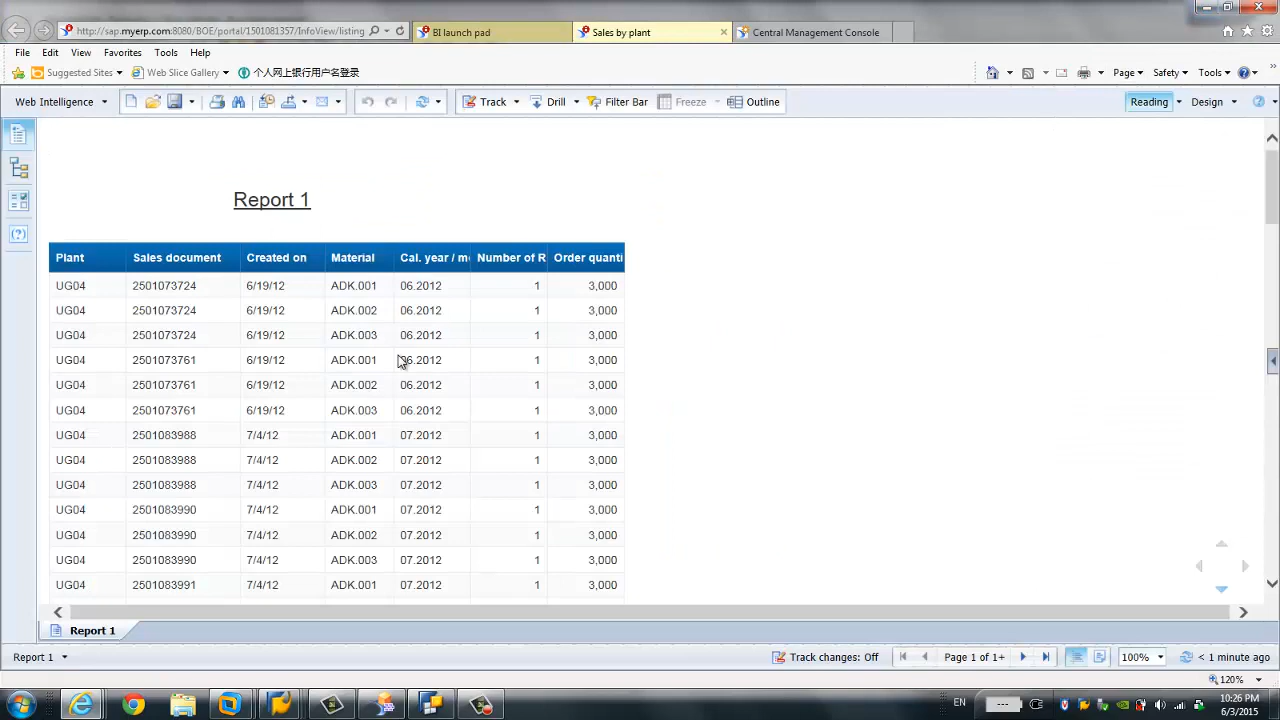 http://sap.myerp.com:8080/BOE/portal/1501081357/InfoView/listing
BI launch pad
Sales by plant
Central Management Console
File Edit View Favorites Tools Help
Suggested Sites Web Slice Gallery 个人网上银行用户名登录
Page Safety Tools
Web Intelligence Track Drill Filter Bar Freeze Outline Reading Design
Report 1
Plant Sales document Created on Material Cal. year / m Number of R Order quanti
UG04 2501073724 6/19/12 ADK.001 06.2012 1 3,000
UG04 2501073724 6/19/12 ADK.002 06.2012 1 3,000
UG04 2501073724 6/19/12 ADK.003 06.2012 1 3,000
UG04 2501073761 6/19/12 ADK.001 06.2012 1 3,000
UG04 2501073761 6/19/12 ADK.002 06.2012 1 3,000
UG04 2501073761 6/19/12 ADK.003 06.2012 1 3,000
UG04 2501083988 7/4/12 ADK.001 07.2012 1 3,000
UG04 2501083988 7/4/12 ADK.002 07.2012 1 3,000
UG04 2501083988 7/4/12 ADK.003 07.2012 1 3,000
UG04 2501083990 7/4/12 ADK.001 07.2012 1 3,000
UG04 2501083990 7/4/12 ADK.002 07.2012 1 3,000
UG04 2501083990 7/4/12 ADK.003 07.2012 1 3,000
UG04 2501083991 7/4/12 ADK.001 07.2012 1 3,000
Report 1
Report 1 Track changes: Off Page 1 of 1+ 100% < 1 minute ago
120%
EN 10:26 PM
6/3/2015